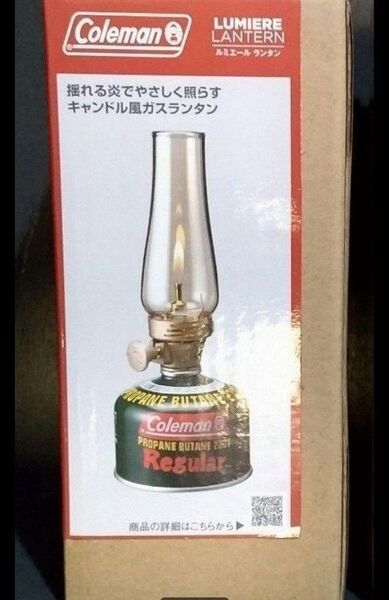 Coleman
LUMIERE
LANTERN
ルミエール ランタン
揺れる炎でやさしく照らす
キャンドル風ガスランタン
PROPANE BUTANE
Coleman
PROPANE BUTANE
Regular
商品の詳細はこちらから▶